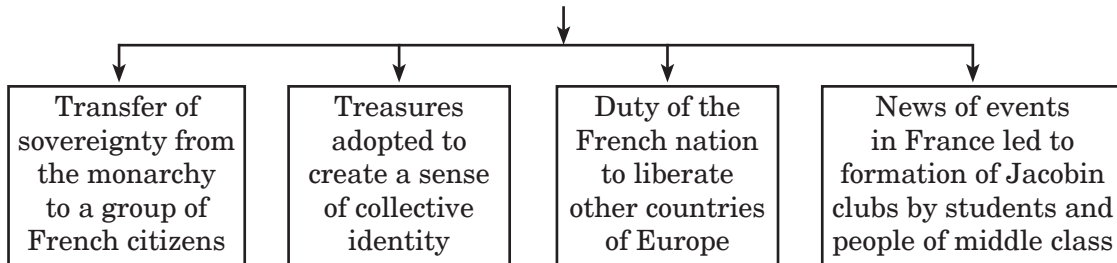 Transfer of
sovereignty from
the monarchy
to a group of
French citizens
Treasures
adopted to
create a sense
of collective
identity
Duty of the
French nation
to liberate
other countries
of Europe
News of events
in France led to
formation of Jacobin
clubs by students and
people of middle class